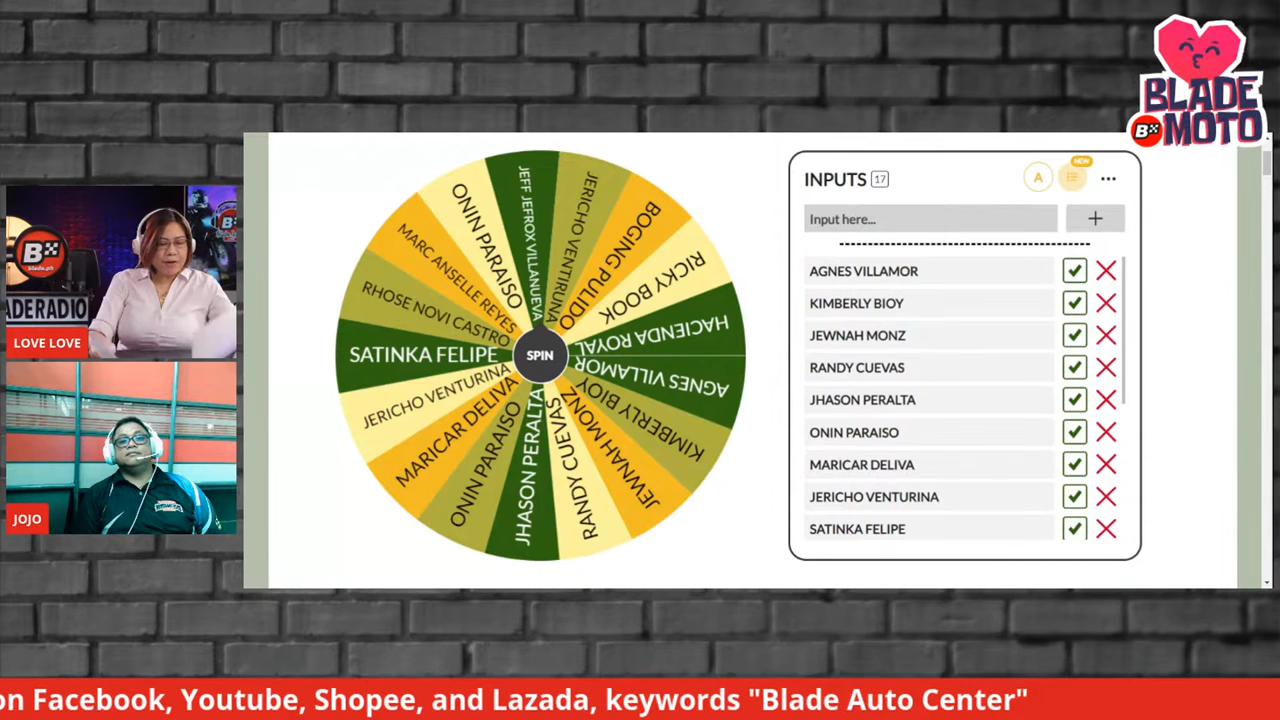 BLADE
B MOTO
B
blade.ph
ADERADIO
LOVE LOVE
JOJO
JEFF JEFROX VILLANUEVA
JERICHO VENTIRUNA
BOGING PULIDO
RICKY BOOK
HACIENDA ROYAL
AGNES VILLAMOR
KIMBERLY BIOY
JEWNAH MONZ
RANDY CUEVAS
JHASON PERALTA
ONIN PARAISO
MARICAR DELIVA
JERICHO VENTURINA
SATINKA FELIPE
RHOSE NOVI CASTRO
MARC ANSELLE REYES
ONIN PARAISO
SPIN
INPUTS 17
A
NEW
Input here...
AGNES VILLAMOR
KIMBERLY BIOY
JEWNAH MONZ
RANDY CUEVAS
JHASON PERALTA
ONIN PARAISO
MARICAR DELIVA
JERICHO VENTURINA
SATINKA FELIPE
on Facebook, Youtube, Shopee, and Lazada, keywords "Blade Auto Center"